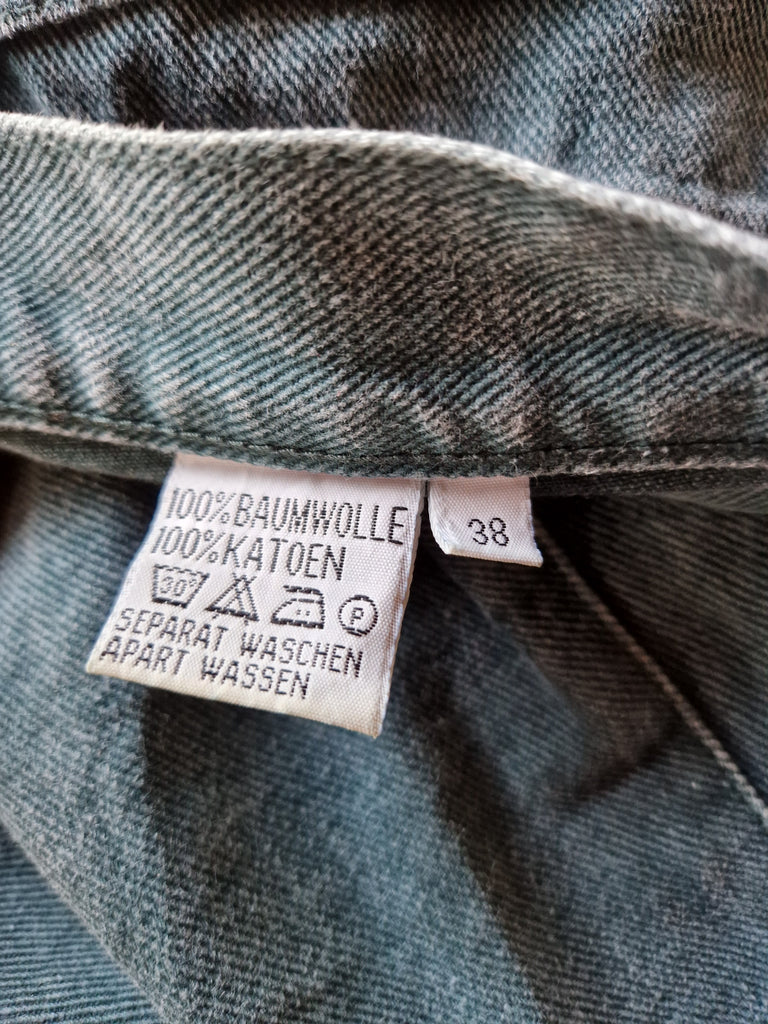 100% BAUMWOLLE
100% KATOEN
30° P
SEPARAT WASCHEN
APART WASSEN
38